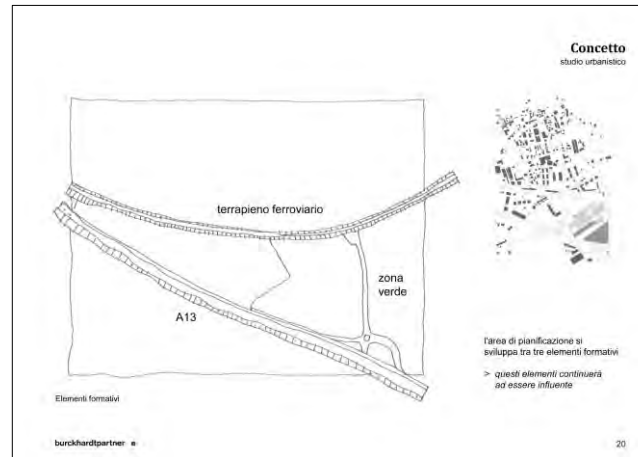 Concetto
studio urbanistico
terrapieno ferroviario
zona
verde
A13
l'area di pianificazione si
sviluppa tra tre elementi formativi
> questi elementi continuerà
ad essere influente
Elementi formativi
burckhardtpartner
20